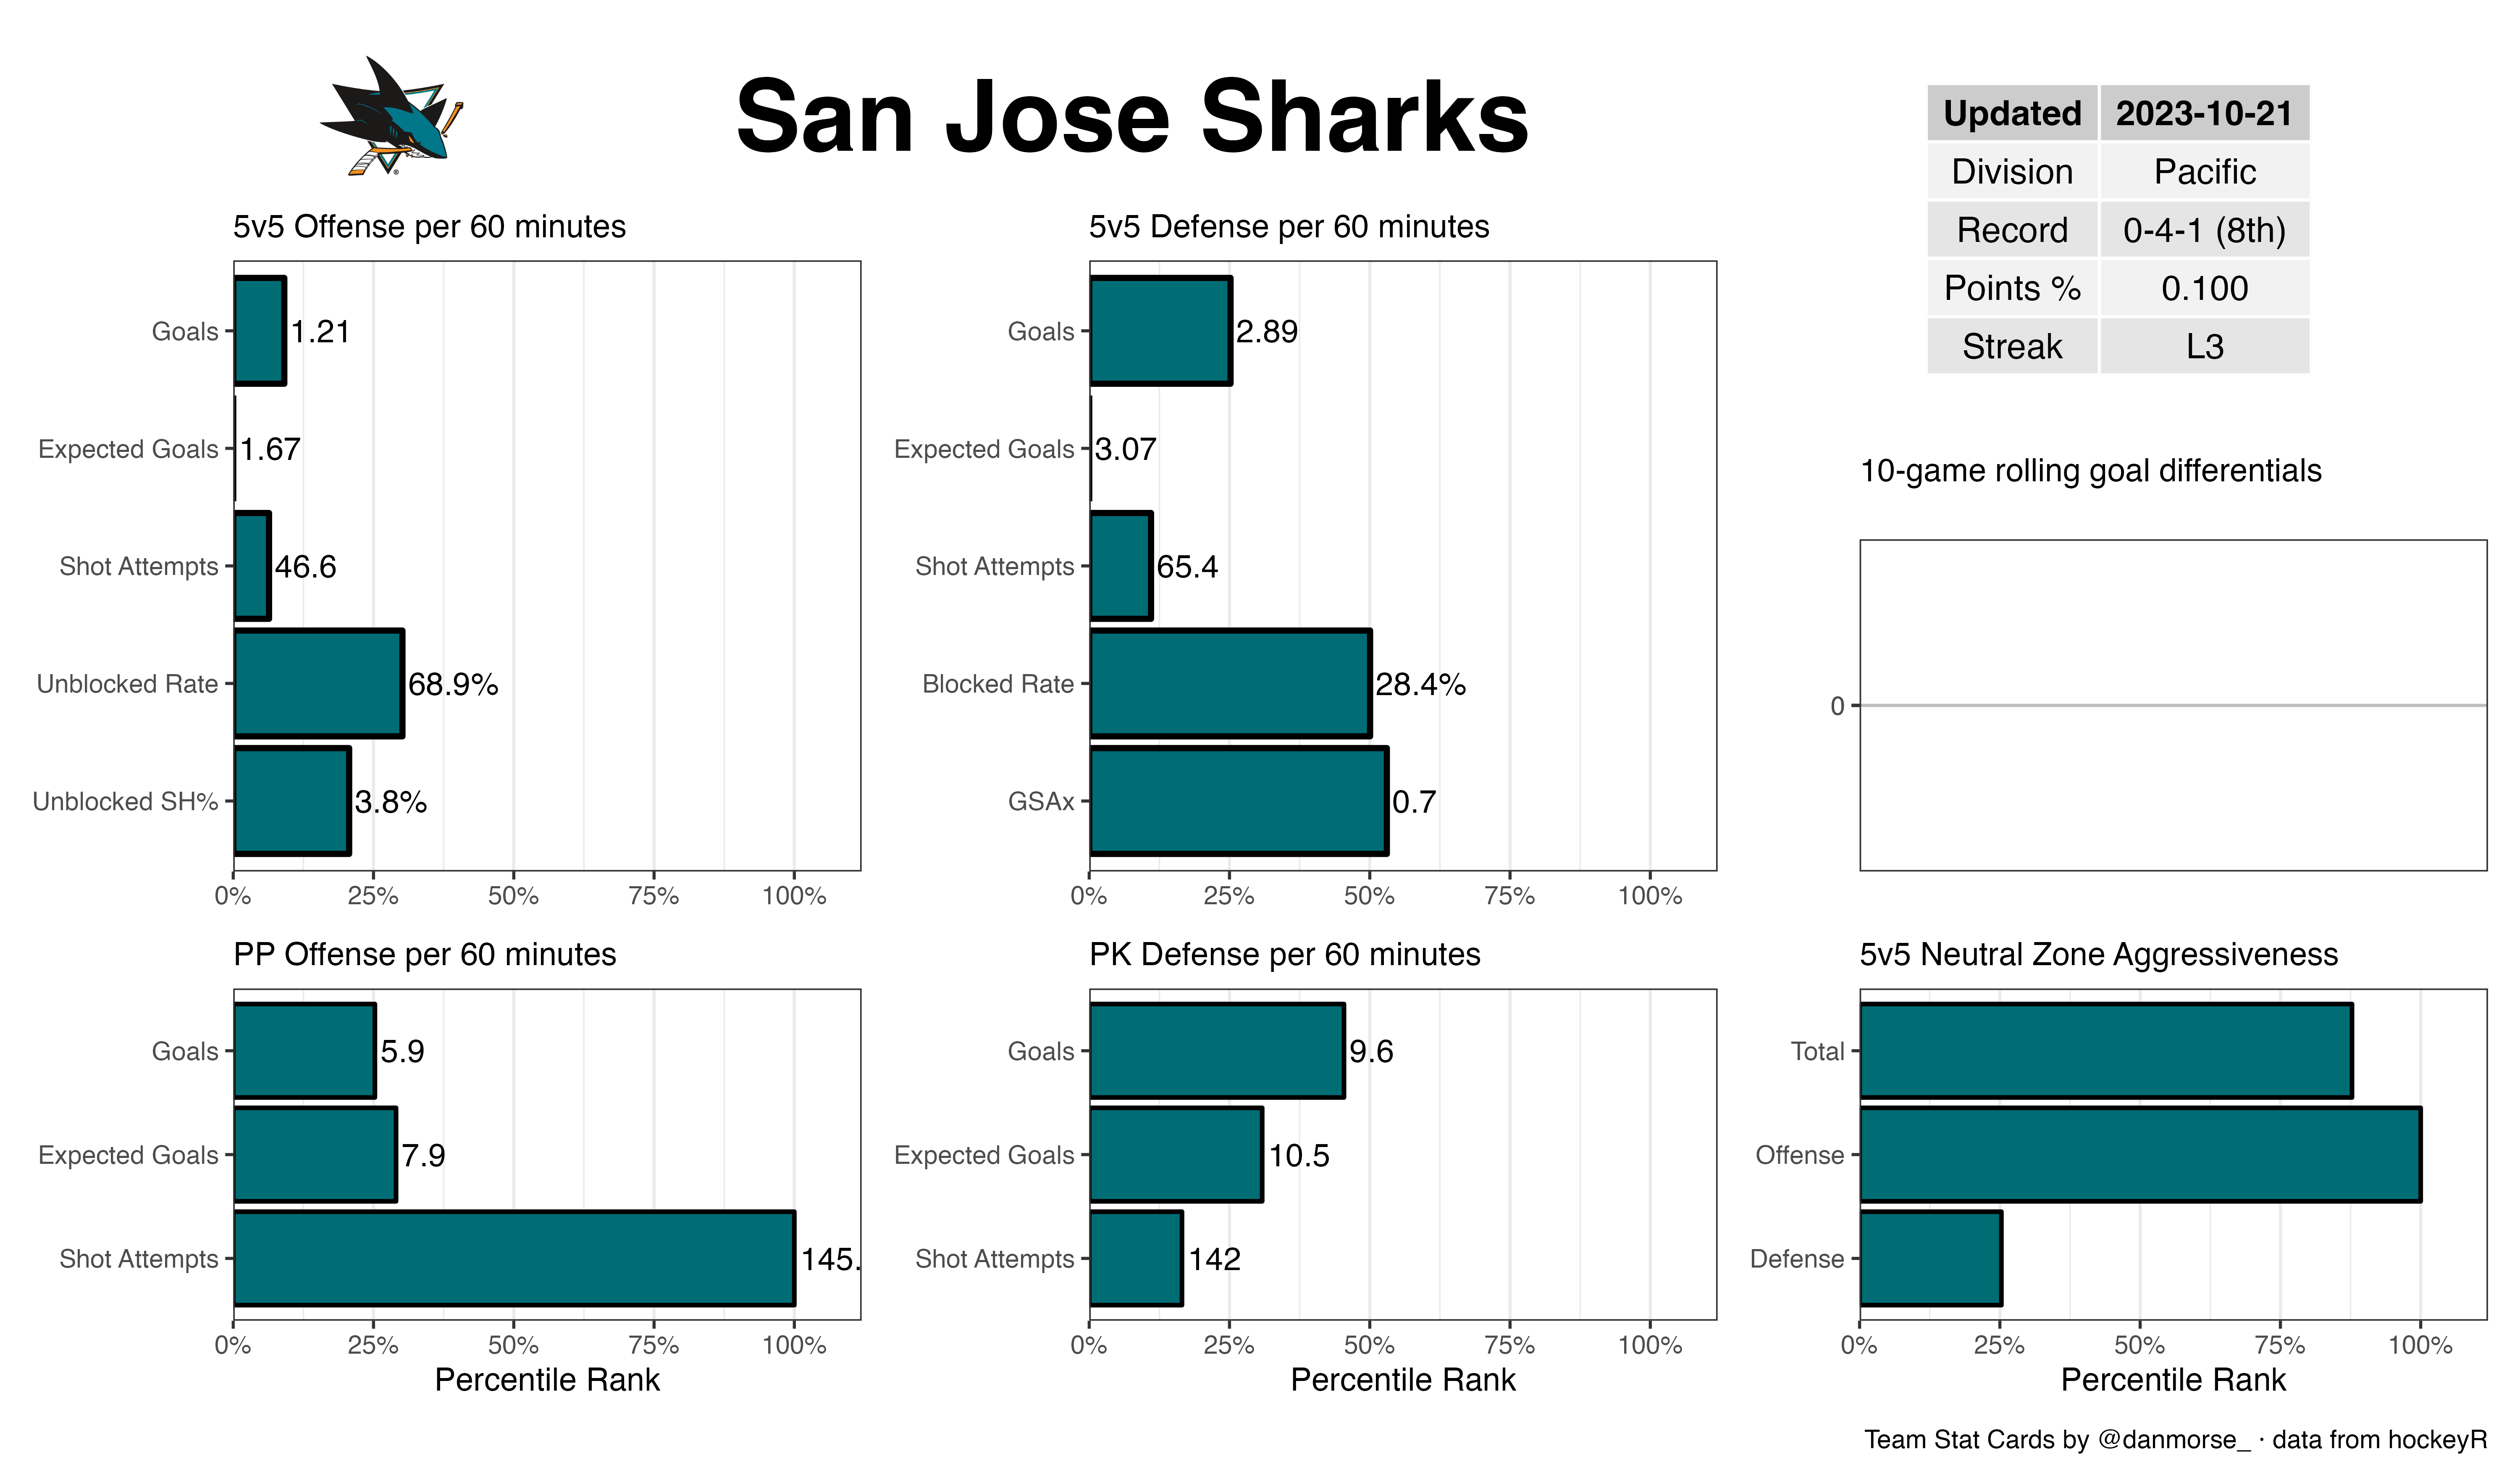 San Jose Sharks
Updated 2023-10-21
Division Pacific
Record 0-4-1 (8th)
Points % 0.100
Streak L3
5v5 Offense per 60 minutes
Goals 1.21
Expected Goals 1.67
Shot Attempts 46.6
Unblocked Rate 68.9%
Unblocked SH% 3.8%
0% 25% 50% 75% 100%
5v5 Defense per 60 minutes
Goals 2.89
Expected Goals 3.07
Shot Attempts 65.4
Blocked Rate 28.4%
GSAx 0.7
0% 25% 50% 75% 100%
10-game rolling goal differentials
0
PP Offense per 60 minutes
Goals 5.9
Expected Goals 7.9
Shot Attempts 145.
0% 25% 50% 75% 100%
Percentile Rank
PK Defense per 60 minutes
Goals 9.6
Expected Goals 10.5
Shot Attempts 142
0% 25% 50% 75% 100%
Percentile Rank
5v5 Neutral Zone Aggressiveness
Total
Offense
Defense
0% 25% 50% 75% 100%
Percentile Rank
Team Stat Cards by @danmorse_ · data from hockeyR